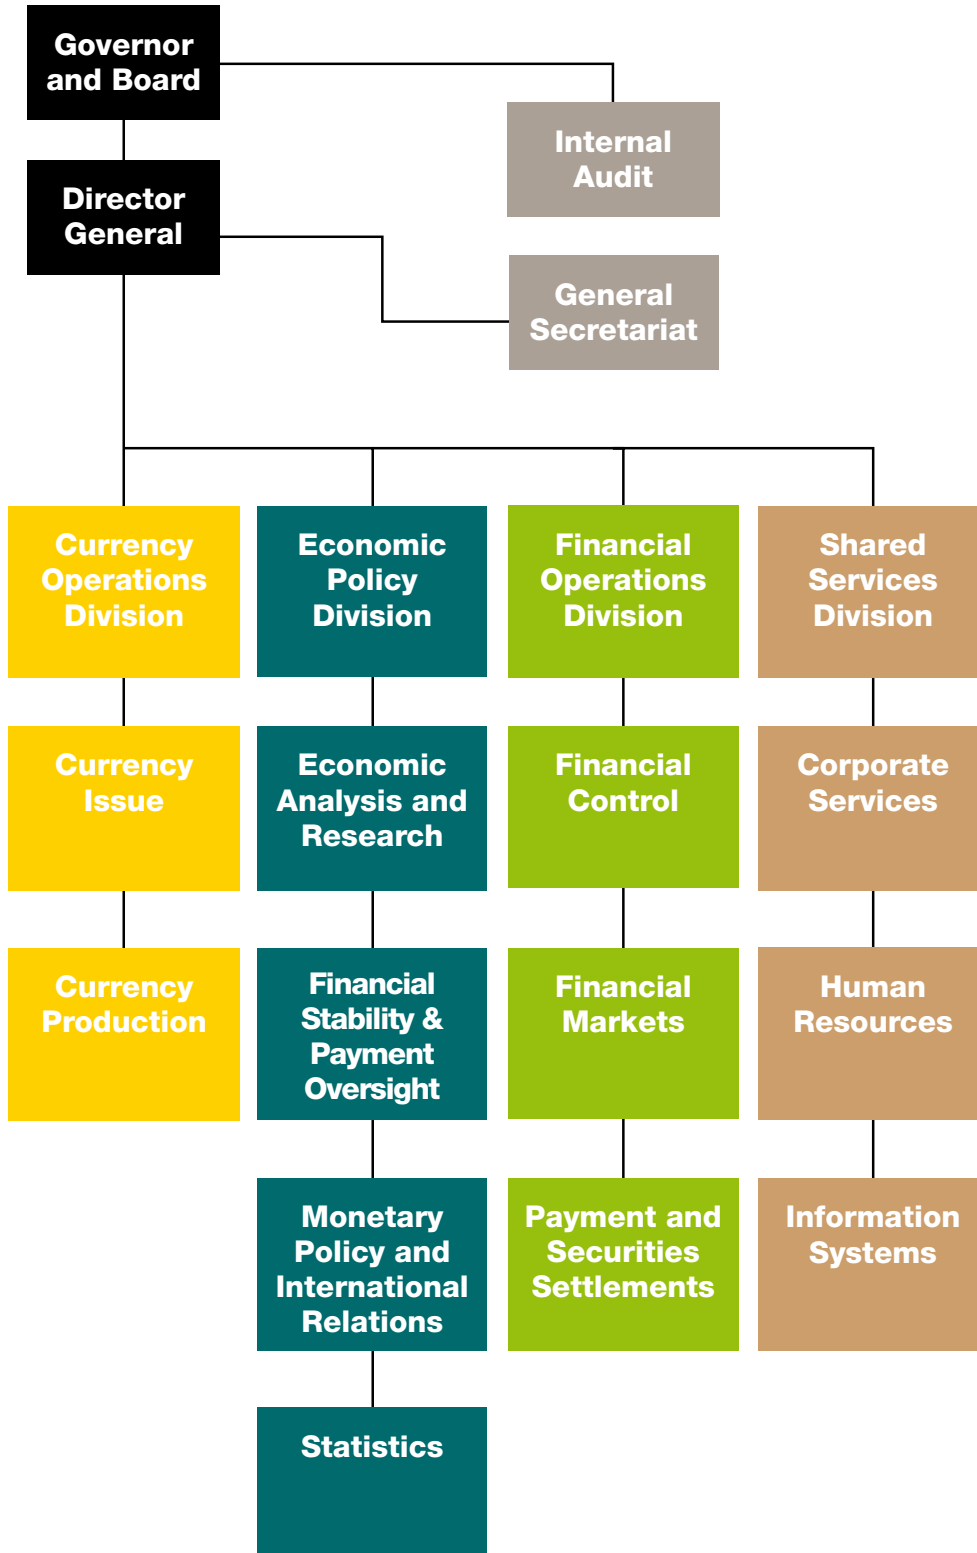 Governor
and Board
Internal
Audit
Director
General
General
Secretariat
Currency
Operations
Division
Economic
Policy
Division
Financial
Operations
Division
Shared
Services
Division
Currency
Issue
Economic
Analysis and
Research
Financial
Control
Corporate
Services
Currency
Production
Financial
Stability &
Payment
Oversight
Financial
Markets
Human
Resources
Monetary
Policy and
International
Relations
Payment and
Securities
Settlements
Information
Systems
Statistics